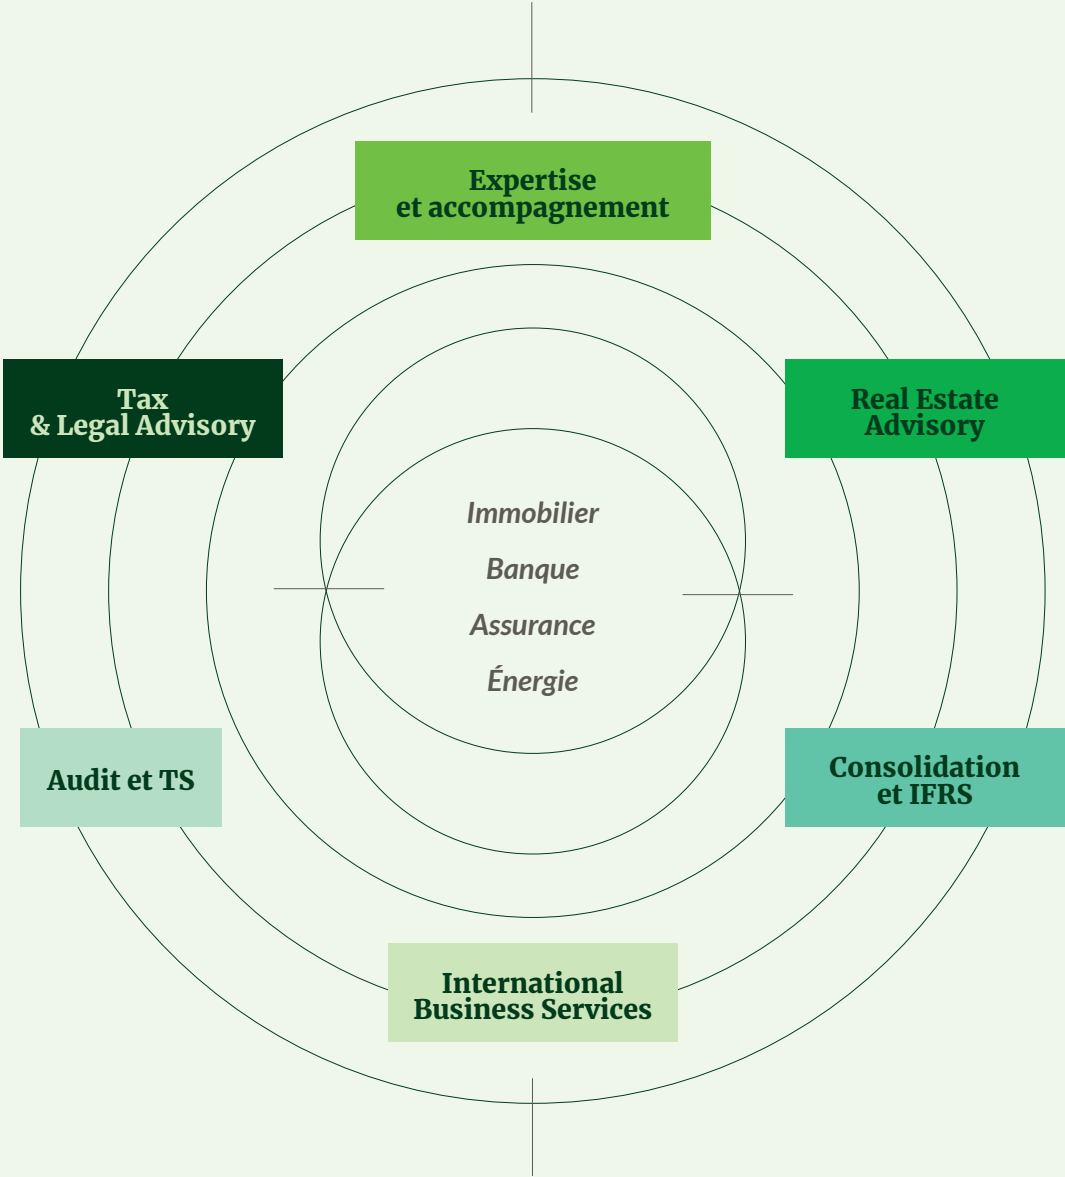 Expertise
et accompagnement
Tax
& Legal Advisory
Real Estate
Advisory
Immobilier
Banque
Assurance
Énergie
Audit et TS
Consolidation
et IFRS
International
Business Services